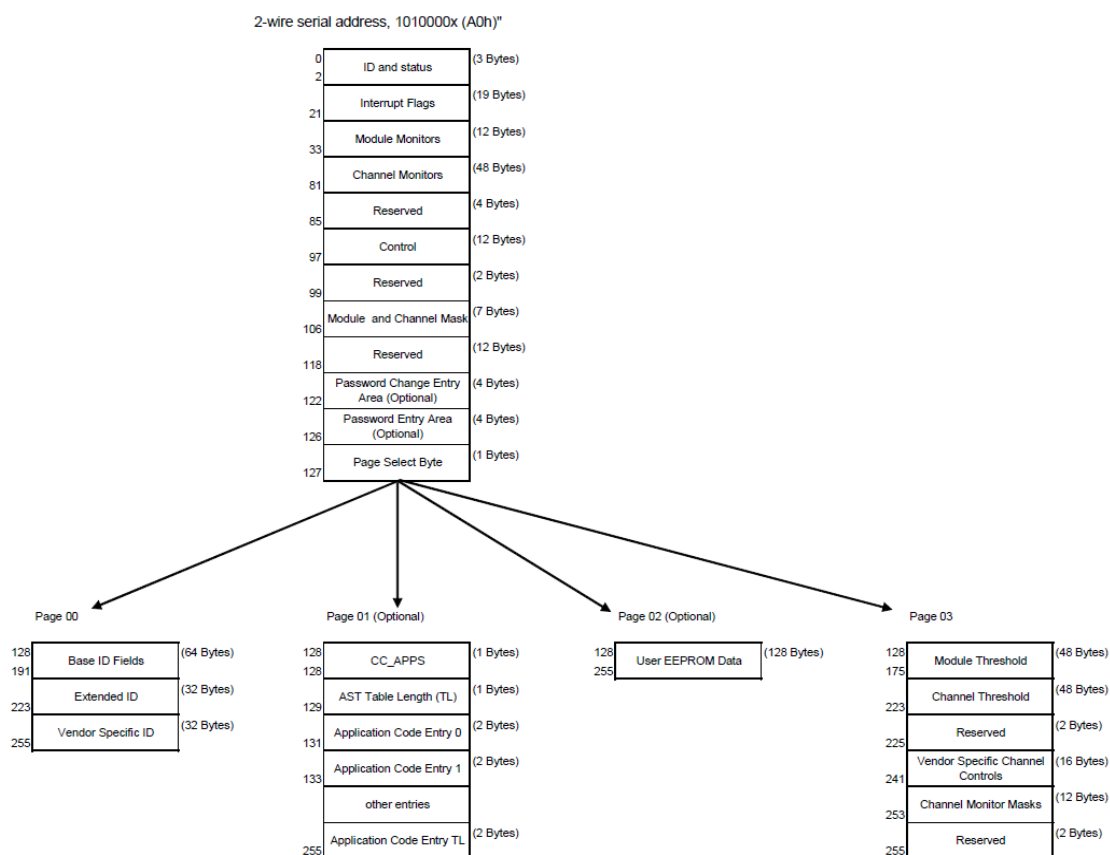 2-wire serial address, 1010000x (A0h)"
0
2
ID and status
(3 Bytes)
21
Interrupt Flags
(19 Bytes)
33
Module Monitors
(12 Bytes)
81
Channel Monitors
(48 Bytes)
85
Reserved
(4 Bytes)
97
Control
(12 Bytes)
99
Reserved
(2 Bytes)
106
Module and Channel Mask
(7 Bytes)
118
Reserved
(12 Bytes)
122
Password Change Entry
Area (Optional)
(4 Bytes)
126
Password Entry Area
(Optional)
(4 Bytes)
127
Page Select Byte
(1 Bytes)
Page 00
128
191
Base ID Fields
(64 Bytes)
223
Extended ID
(32 Bytes)
255
Vendor Specific ID
(32 Bytes)
Page 01 (Optional)
128
128
CC_APPS
(1 Bytes)
129
AST Table Length (TL)
(1 Bytes)
131
Application Code Entry 0
(2 Bytes)
133
Application Code Entry 1
(2 Bytes)
other entries
255
Application Code Entry TL
(2 Bytes)
Page 02 (Optional)
128
255
User EEPROM Data
(128 Bytes)
Page 03
128
175
Module Threshold
(48 Bytes)
223
Channel Threshold
(48 Bytes)
225
Reserved
(2 Bytes)
241
Vendor Specific Channel
Controls
(16 Bytes)
253
Channel Monitor Masks
(12 Bytes)
255
Reserved
(2 Bytes)